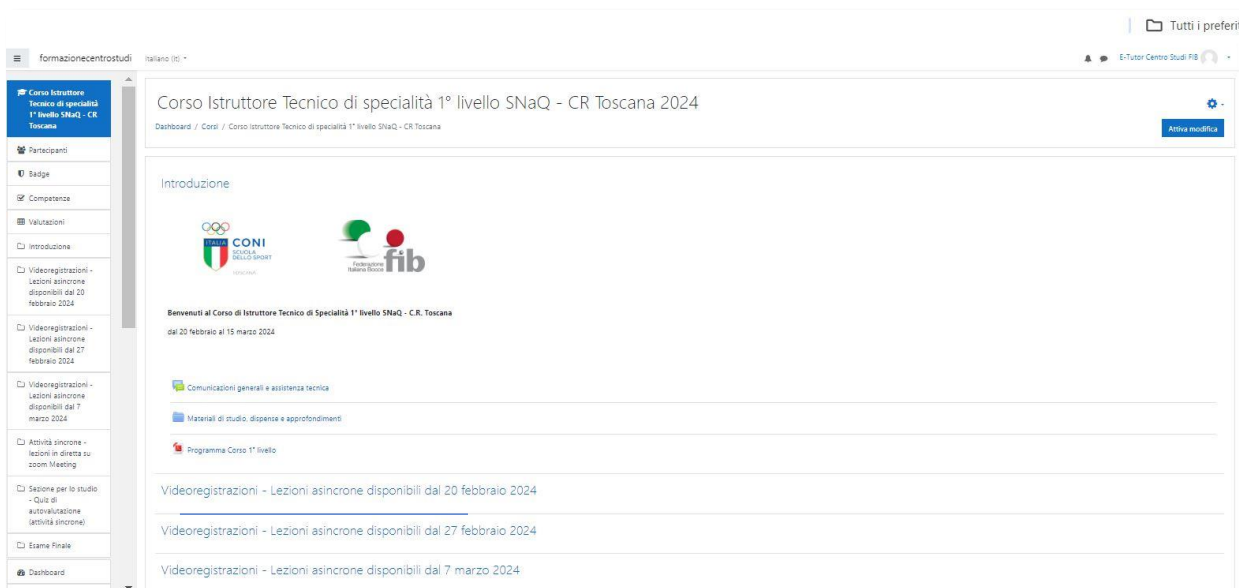 Tutti i preferit
formazionecentrostudi
Italiano (it)
E-Tutor Centro Studi FIB
Corso Istruttore
Tecnico di specialità
1° livello SNaQ - CR
Toscana
Partecipanti
Badge
Competenze
Valutazioni
Introduzione
Videoregistrazioni -
Lezioni asincrone
disponibili dal 20
febbraio 2024
Videoregistrazioni -
Lezioni asincrone
disponibili dal 27
febbraio 2024
Videoregistrazioni -
Lezioni asincrone
disponibili dal 7
marzo 2024
Attività sincrone -
lezioni in diretta su
zoom Meeting
Sezione per lo studio
- Quiz di
autovalutazione
(attività sincrone)
Esame Finale
Dashboard
Corso Istruttore Tecnico di specialità 1° livello SNaQ - CR Toscana 2024
Dashboard / Corsi / Corso Istruttore Tecnico di specialità 1° livello SNaQ - CR Toscana
Attiva modifica
Introduzione
ITALIA CONI
SCUOLA
DELLO SPORT
TOSCANA
Federazione
Italiana Bocce
fib
Benvenuti al Corso di Istruttore Tecnico di Specialità 1° livello SNaQ - C.R. Toscana
dal 20 febbraio al 15 marzo 2024
Comunicazioni generali e assistenza tecnica
Materiali di studio, dispense e approfondimenti
Programma Corso 1° livello
Videoregistrazioni - Lezioni asincrone disponibili dal 20 febbraio 2024
Videoregistrazioni - Lezioni asincrone disponibili dal 27 febbraio 2024
Videoregistrazioni - Lezioni asincrone disponibili dal 7 marzo 2024